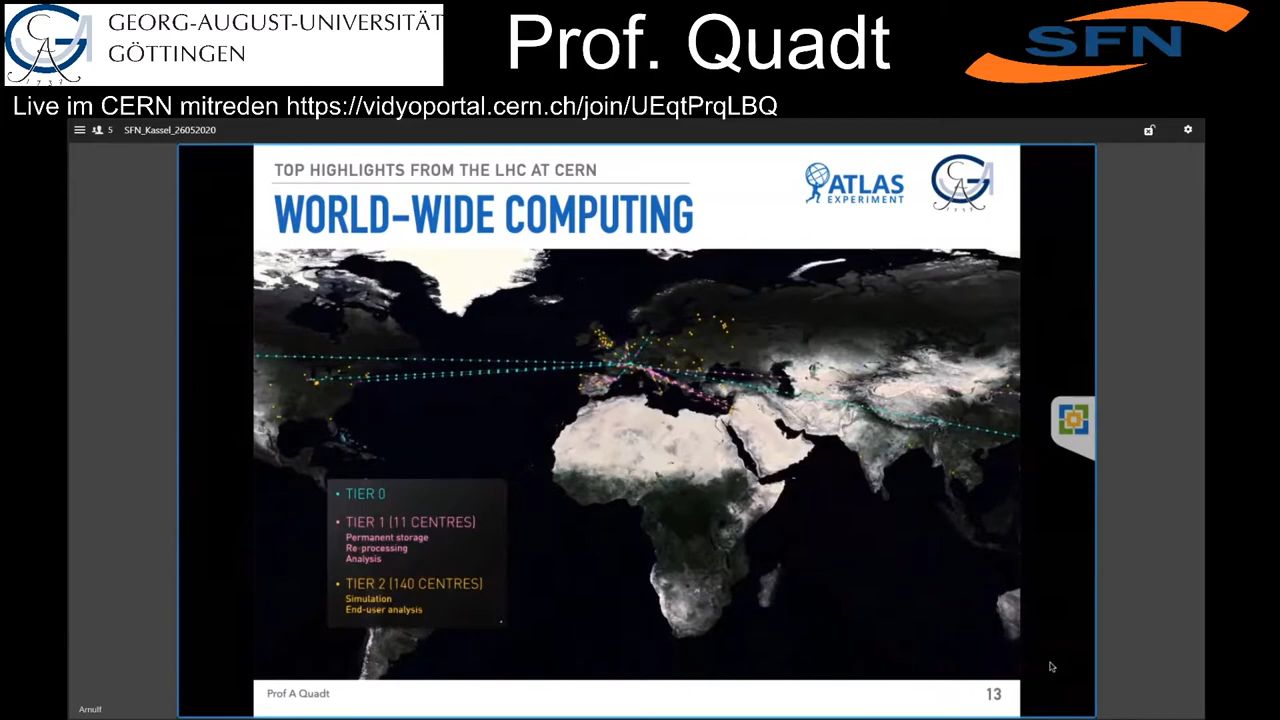 GEORG-AUGUST-UNIVERSITÄT
GÖTTINGEN
Prof. Quadt
SFN
Live im CERN mitreden https://vidyoportal.cern.ch/join/UEqtPrqLBQ
5 SFN_Kassel_26052020
TOP HIGHLIGHTS FROM THE LHC AT CERN
WORLD-WIDE COMPUTING
ATLAS
EXPERIMENT
TIER 0
TIER 1 (11 CENTRES)
Permanent storage
Re-processing
Analysis
TIER 2 (140 CENTRES)
Simulation
End-user analysis
Prof A Quadt
13
Arnulf